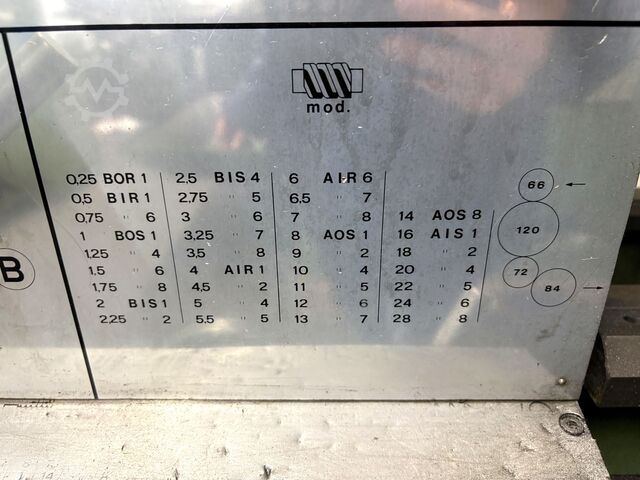 mod.
0,25 BOR 1 2,5 BIS 4 6 AIR 6
0,5 BIR 1 2,75 " 5 6,5 " 7
0,75 " 6 3 " 6 7 " 8 14 AOS 8
1 BOS 1 3,25 " 7 8 AOS 1 16 AIS 1
1,25 " 4 3,5 " 8 9 " 2 18 " 2
1,5 " 6 4 AIR 1 10 " 4 20 " 4
1,75 " 8 4,5 " 2 11 " 5 22 " 5
2 BIS 1 5 " 4 12 " 6 24 " 6
2,25 " 2 5,5 " 5 13 " 7 28 " 8
66
120
72
84
B